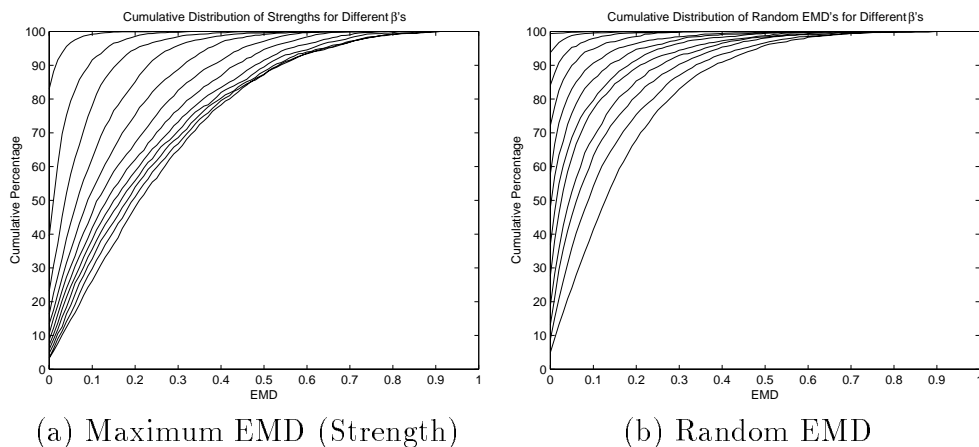 Cumulative Distribution of Strengths for Different β's
100
90
80
70
60
50
40
30
20
10
0
Cumulative Percentage
0 0.1 0.2 0.3 0.4 0.5 0.6 0.7 0.8 0.9 1
EMD
(a) Maximum EMD (Strength)
Cumulative Distribution of Random EMD's for Different β's
100
90
80
70
60
50
40
30
20
10
0
Cumulative Percentage
0 0.1 0.2 0.3 0.4 0.5 0.6 0.7 0.8 0.9 1
EMD
(b) Random EMD